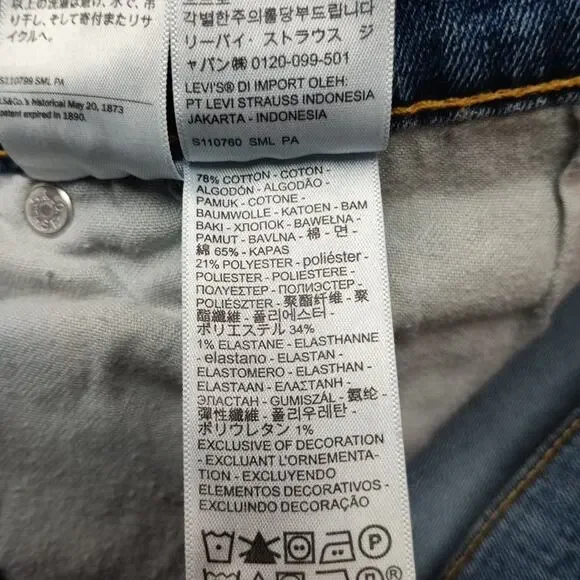 以上の洗濯は避け、水で、吊
り干し、そして寄付またはリサ
イクルへ。
S110799 SML PA
.S.&Co.'s historical May 20, 1873
patent expired in 1890.
각별한주의를당부드립니다
リーバイ・ストラウス ジ
ャパン㈱ 0120-099-501
LEVI'S® DI IMPORT OLEH:
PT LEVI STRAUSS INDONESIA
JAKARTA - INDONESIA
S110760 SML PA
78% COTTON - COTON -
ALGODÓN - ALGODÃO -
PAMUK - COTONE -
BAUMWOLLE - KATOEN - BAM
BAKI - ХЛОПОК - BAWEŁNA -
PAMUT - BAVLNA - 棉 - 면 -
綿 65% - KAPAS
21% POLYESTER - poliéster -
POLIESTER - POLIESTERE -
ΠΟΛΥΕΣΤΕΡ - ПОЛИЭСТЕР -
POLIÉSZTER - 聚酯纤维 - 聚
酯纖維 - 폴리에스터 -
ポリエステル 34%
1% ELASTANE - ELASTHANNE
- elastano - ELASTAN -
ELASTOMERO - ELASTHAN -
ELASTAAN - ΕΛΑΣΤΑΝΗ -
ЭЛАСТАН - GUMISZÁL - 氨纶 -
彈性纖維 - 폴리우레탄 -
ポリウレタン 1%
EXCLUSIVE OF DECORATION
- EXCLUANT L'ORNEMENTA-
TION - EXCLUYENDO
ELEMENTOS DECORATIVOS -
EXCLUINDO DECORAÇÃO